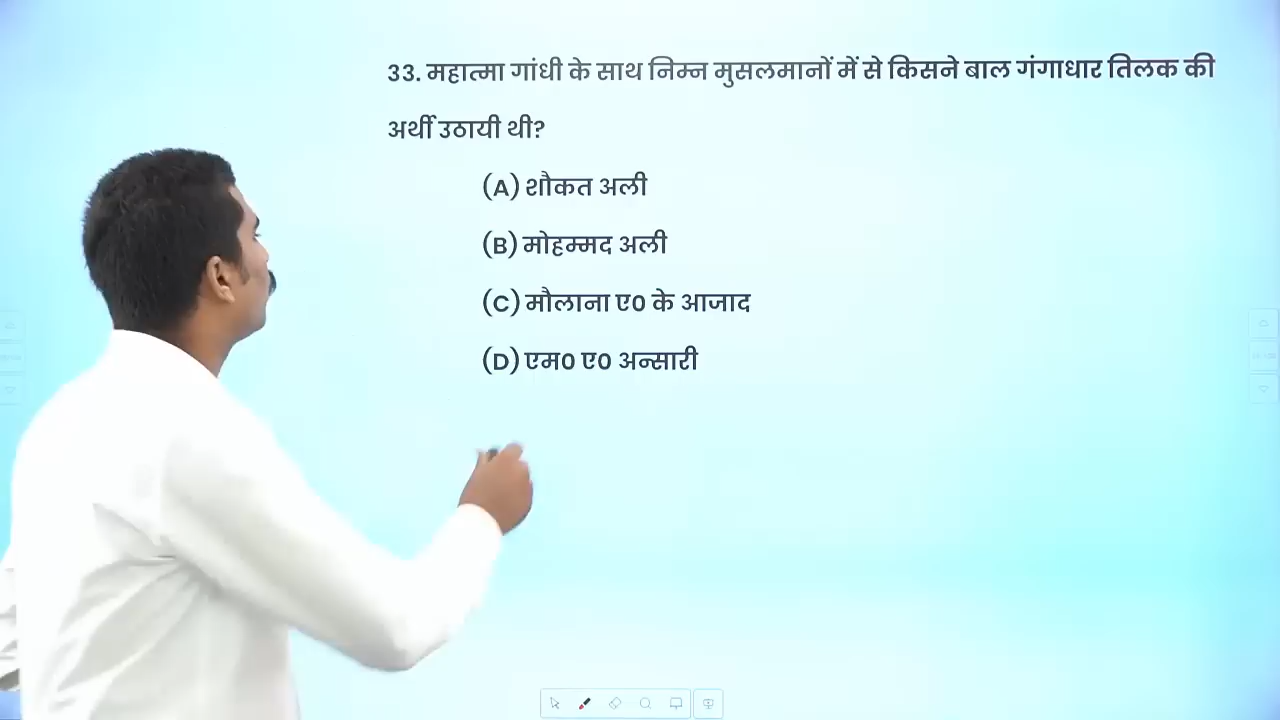 33. महात्मा गांधी के साथ निम्न मुसलमानों में से किसने बाल गंगाधार तिलक की
अर्थी उठायी थी?
(A) शौकत अली
(B) मोहम्मद अली
(C) मौलाना ए0 के आजाद
(D) एम0 ए0 अन्सारी